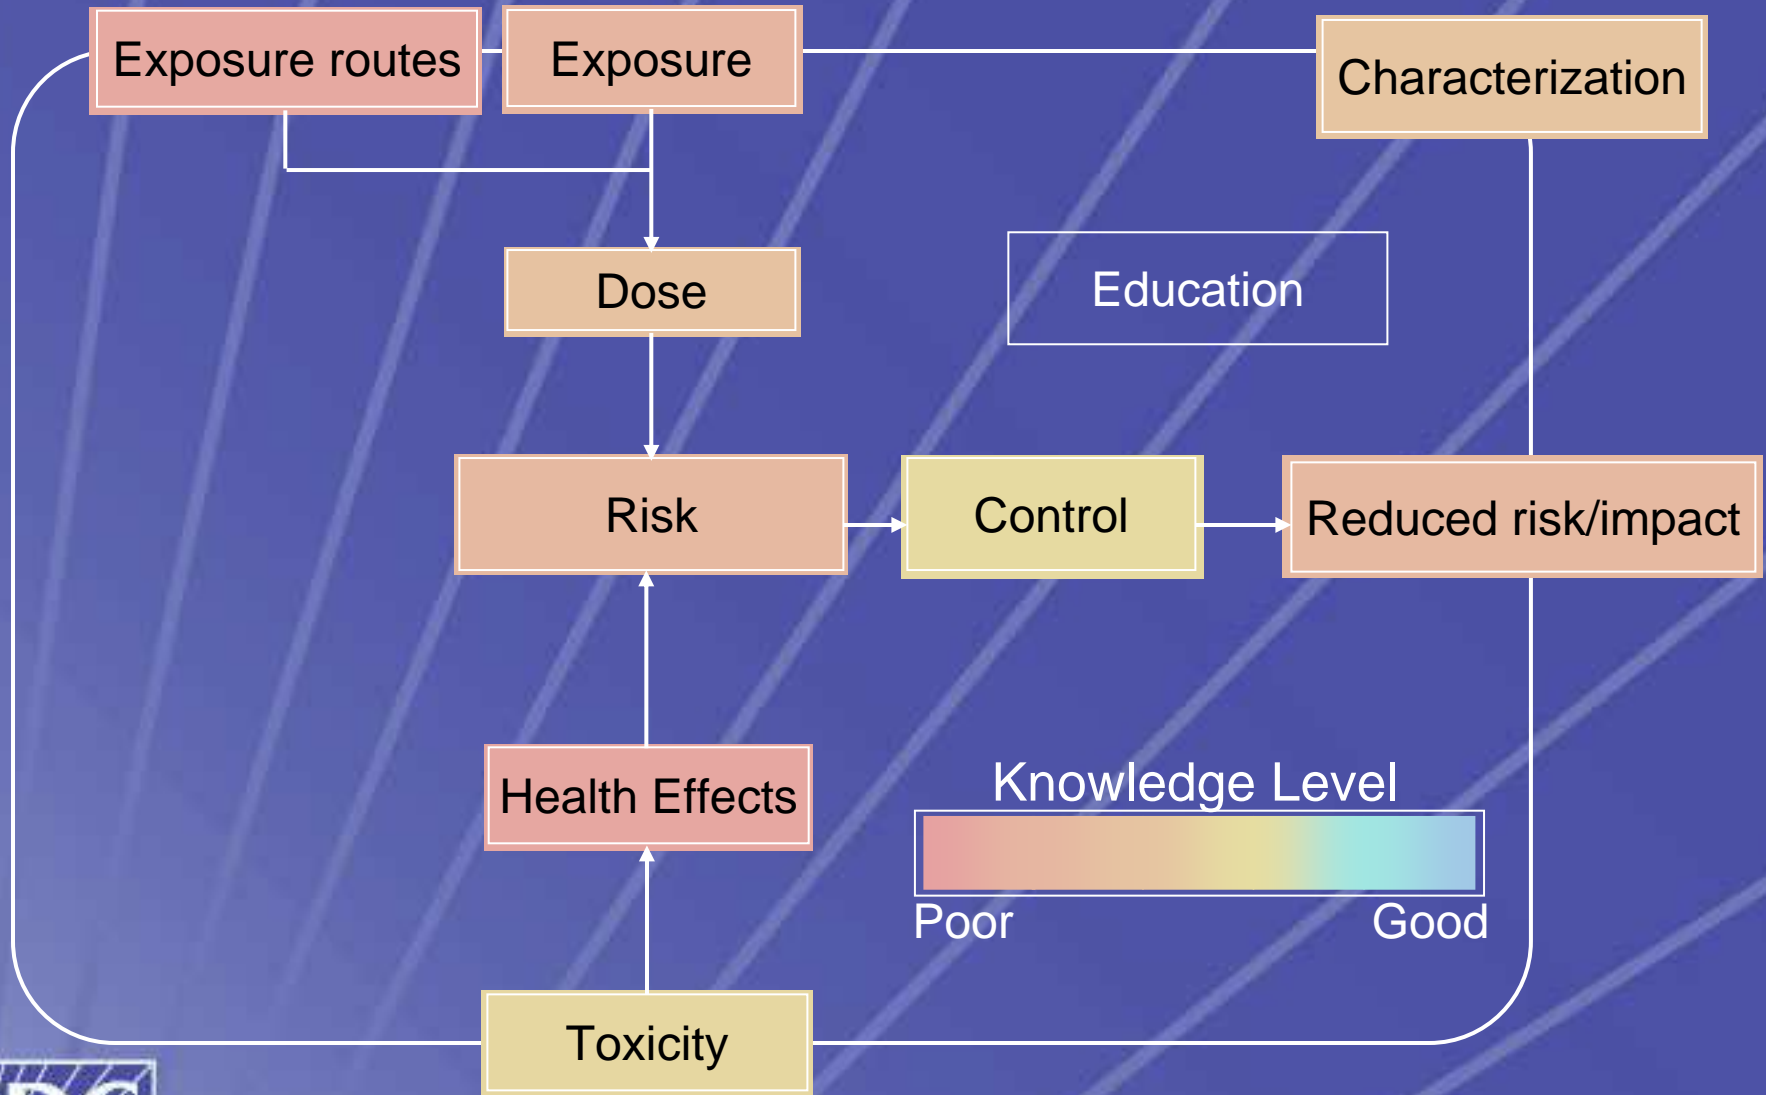 Exposure routes
Exposure
Characterization
Dose
Education
Risk
Control
Reduced risk/impact
Health Effects
Knowledge Level
Poor
Good
Toxicity